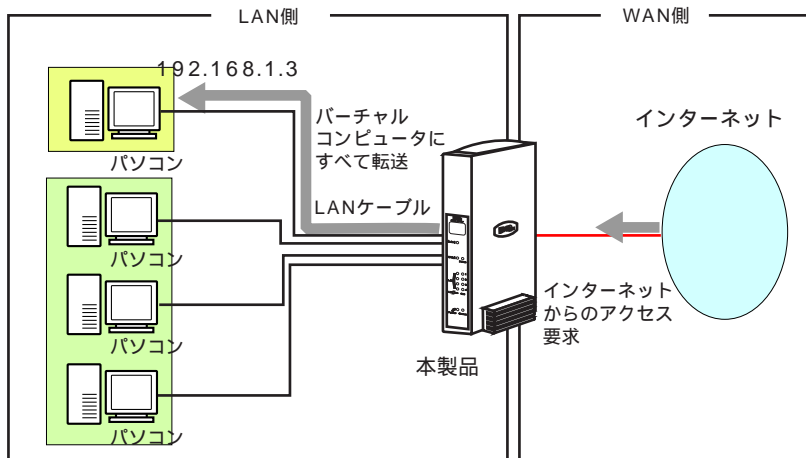 LAN側
WAN側
192.168.1.3
バーチャル
コンピュータに
すべて転送
インターネット
パソコン
LANケーブル
パソコン
インターネット
からのアクセス
要求
パソコン
本製品
パソコン